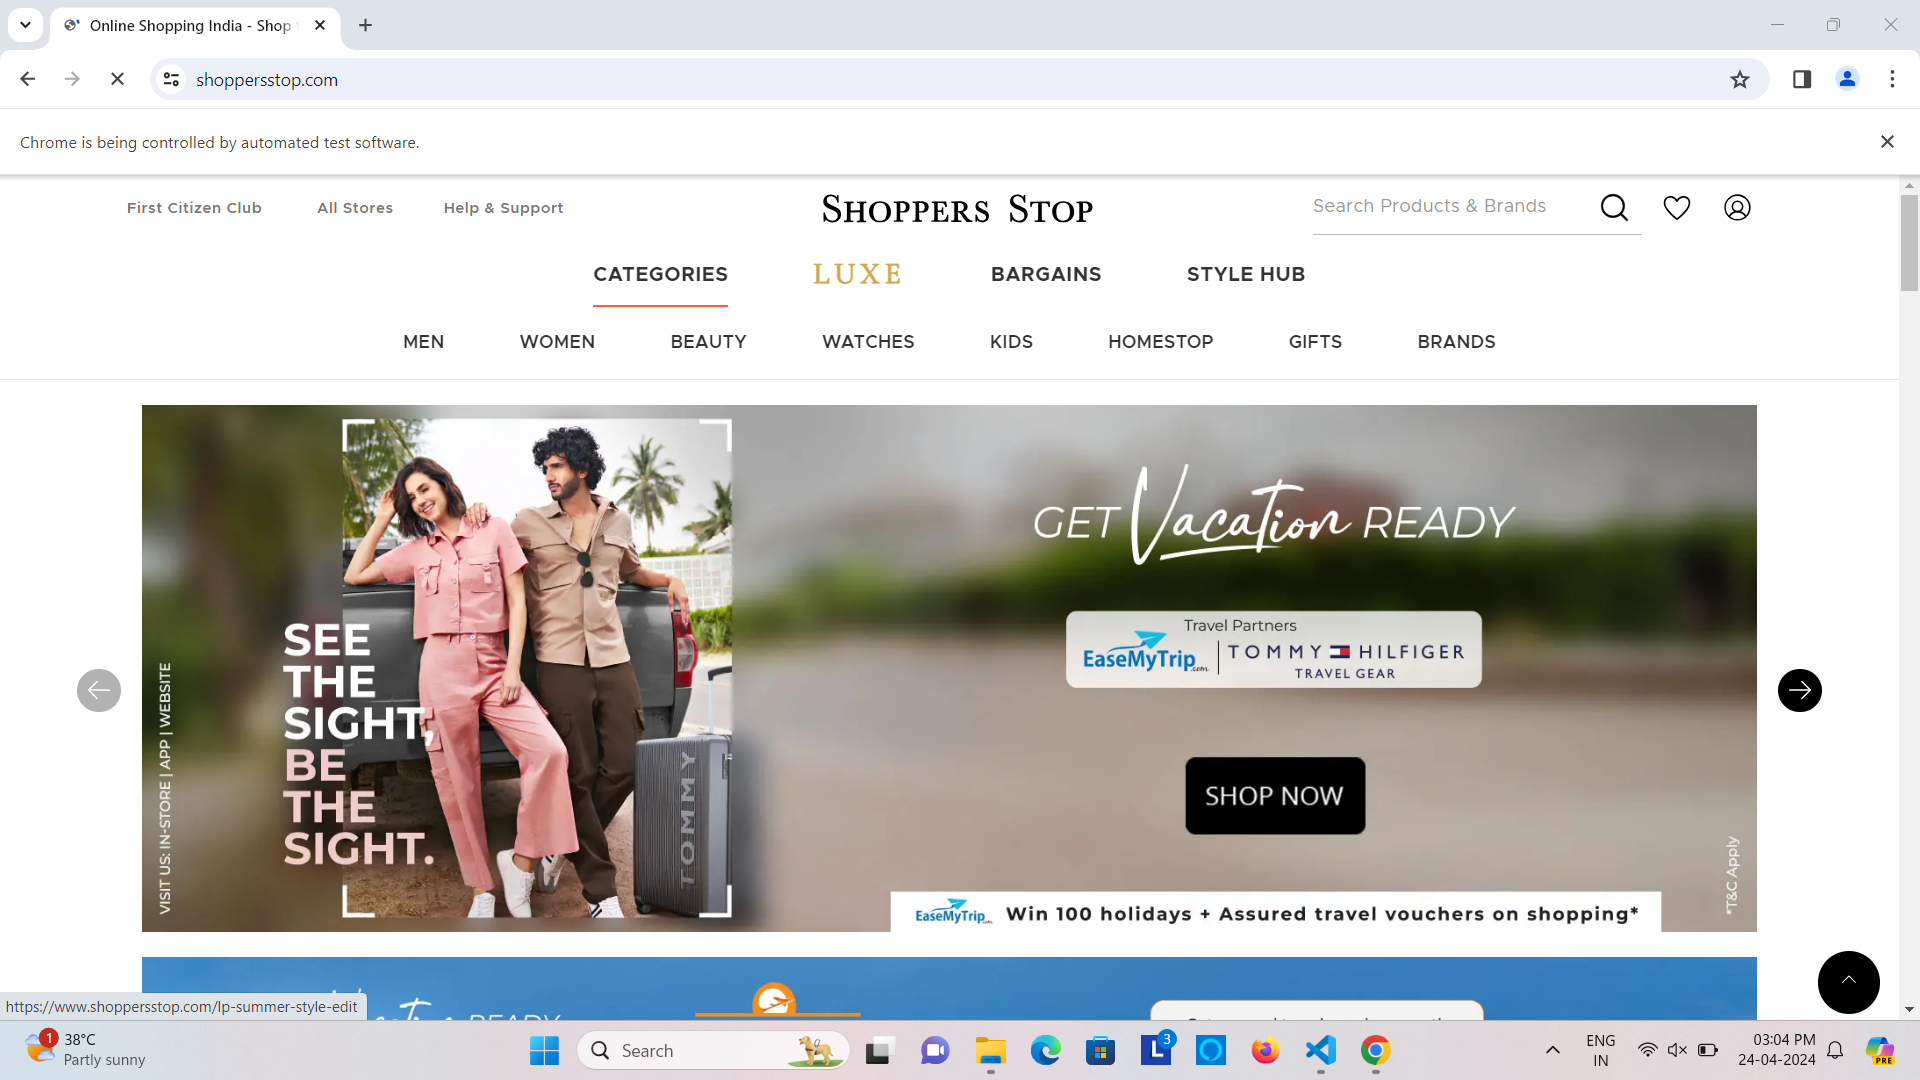 Online Shopping India - Shop
shoppersstop.com
Chrome is being controlled by automated test software.
First Citizen Club
All Stores
Help & Support
SHOPPERS STOP
Search Products & Brands
CATEGORIES
LUXE
BARGAINS
STYLE HUB
MEN
WOMEN
BEAUTY
WATCHES
KIDS
HOMESTOP
GIFTS
BRANDS
VISIT US: IN-STORE | APP | WEBSITE
SEE
THE
SIGHT,
BE
THE
SIGHT.
TOMMY
GET Vacation READY
Travel Partners
EaseMyTrip.com
TOMMY HILFIGER
TRAVEL GEAR
SHOP NOW
*T&C Apply
EaseMyTrip.com Win 100 holidays + Assured travel vouchers on shopping*
Vacation READY
https://www.shoppersstop.com/lp-summer-style-edit
1
38°C
Partly sunny
Search
L
3
ENG
IN
03:04 PM
24-04-2024
PRE